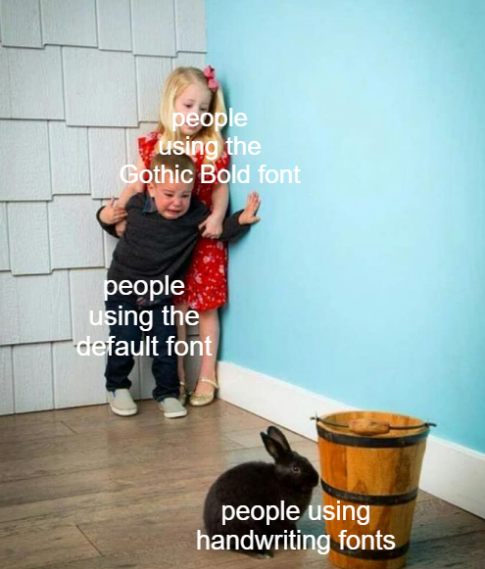 people
using the
Gothic Bold font
people
using the
default font
people using
handwriting fonts